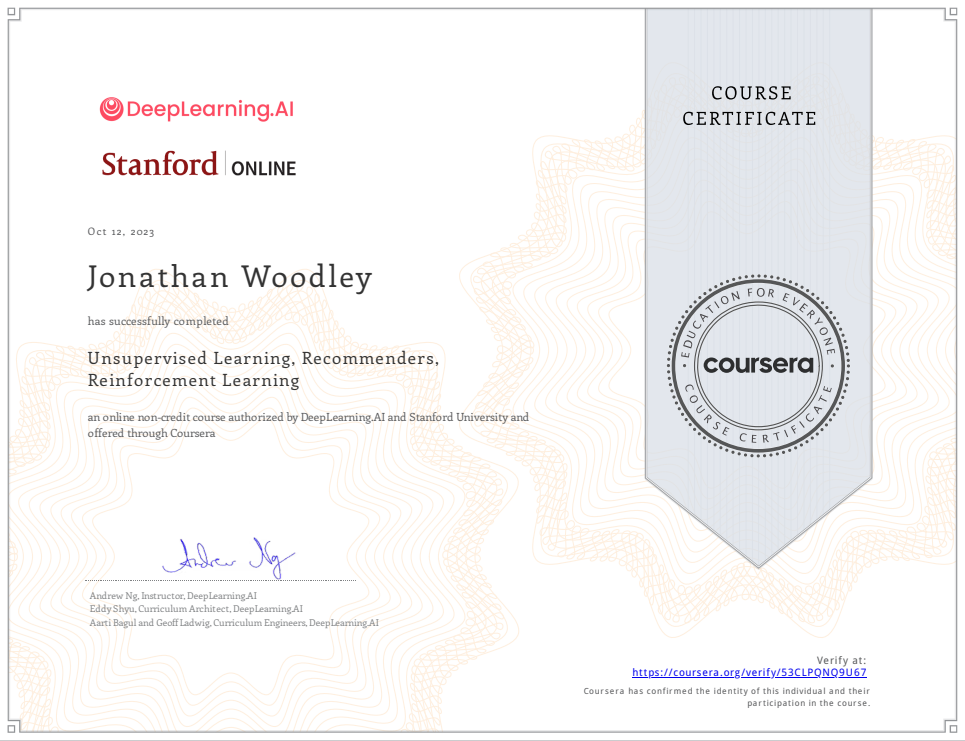 DeepLearning.AI
Stanford ONLINE
Oct 12, 2023
Jonathan Woodley
has successfully completed
Unsupervised Learning, Recommenders,
Reinforcement Learning
an online non-credit course authorized by DeepLearning.AI and Stanford University and
offered through Coursera
Andrew Ng
Andrew Ng, Instructor, DeepLearning.AI
Eddy Shyu, Curriculum Architect, DeepLearning.AI
Aarti Bagul and Geoff Ladwig, Curriculum Engineers, DeepLearning.AI
COURSE
CERTIFICATE
EDUCATION FOR EVERYONE
coursera
COURSE CERTIFICATE
Verify at:
https://coursera.org/verify/53CLPQNQ9U67
Coursera has confirmed the identity of this individual and their
participation in the course.